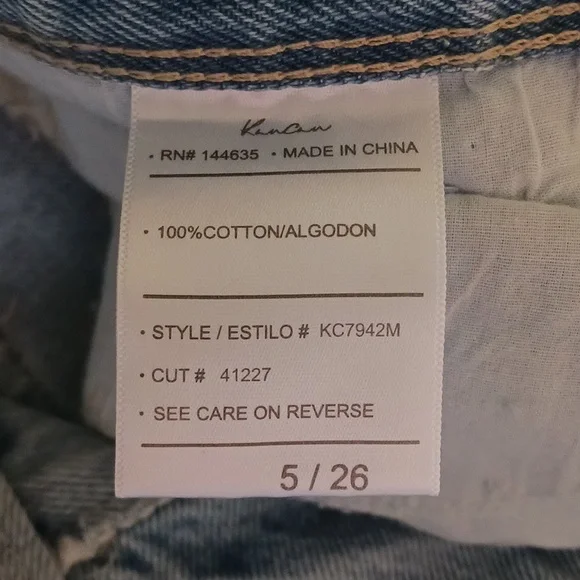 KanCan
· RN# 144635 · MADE IN CHINA
· 100%COTTON/ALGODON
· STYLE / ESTILO # KC7942M
· CUT # 41227
· SEE CARE ON REVERSE
5 / 26